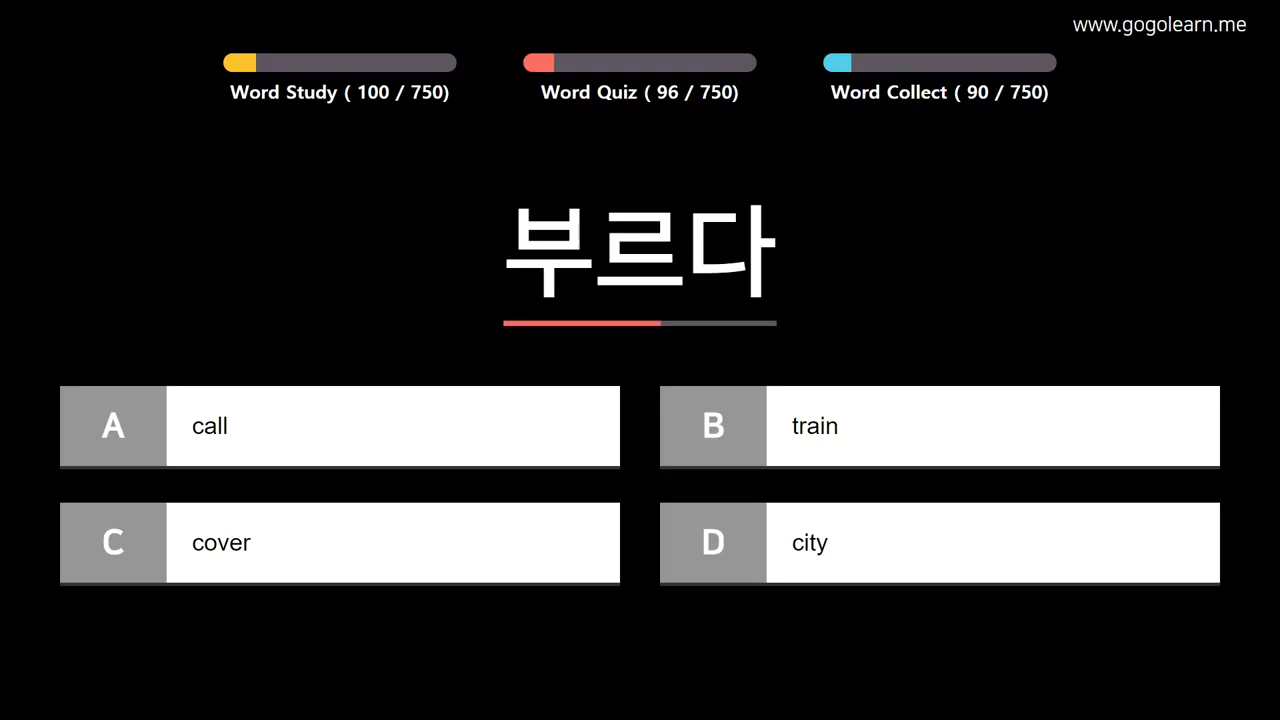 www.gogolearn.me
Word Study ( 100 / 750)
Word Quiz ( 96 / 750)
Word Collect ( 90 / 750)
부르다
A call
B train
C cover
D city